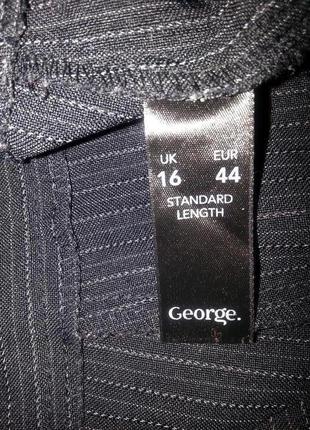 UK EUR
16 44
STANDARD
LENGTH
George.